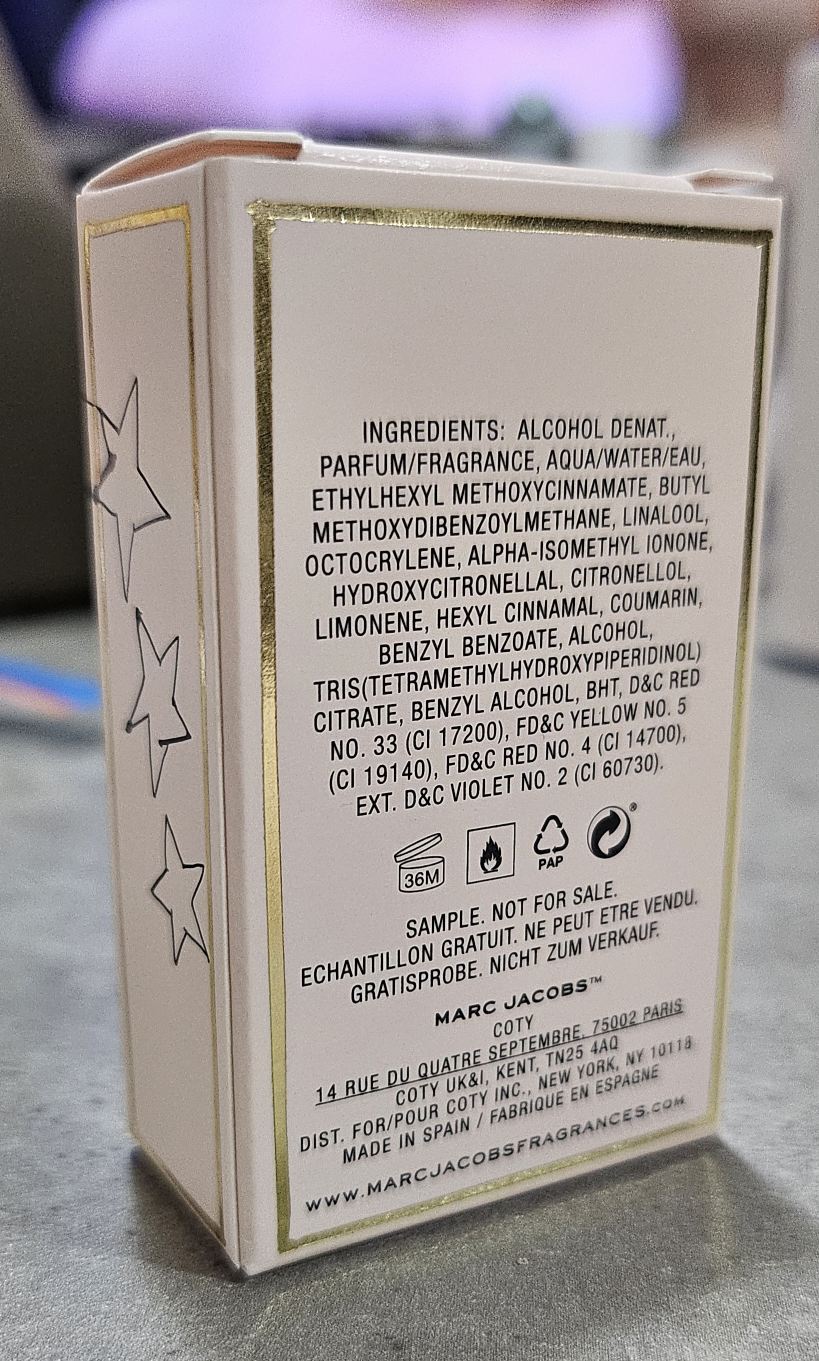 INGREDIENTS: ALCOHOL DENAT.,
PARFUM/FRAGRANCE, AQUA/WATER/EAU,
ETHYLHEXYL METHOXYCINNAMATE, BUTYL
METHOXYDIBENZOYLMETHANE, LINALOOL,
OCTOCRYLENE, ALPHA-ISOMETHYL IONONE,
HYDROXYCITRONELLAL, CITRONELLOL,
LIMONENE, HEXYL CINNAMAL, COUMARIN,
BENZYL BENZOATE, ALCOHOL,
TRIS(TETRAMETHYLHYDROXYPIPERIDINOL)
CITRATE, BENZYL ALCOHOL, BHT, D&C RED
NO. 33 (CI 17200), FD&C YELLOW NO. 5
(CI 19140), FD&C RED NO. 4 (CI 14700),
EXT. D&C VIOLET NO. 2 (CI 60730).
36M PAP ®
SAMPLE. NOT FOR SALE.
ECHANTILLON GRATUIT. NE PEUT ETRE VENDU.
GRATISPROBE. NICHT ZUM VERKAUF.
MARC JACOBS™
COTY
14 RUE DU QUATRE SEPTEMBRE, 75002 PARIS
COTY UK&I, KENT, TN25 4AQ
DIST. FOR/POUR COTY INC., NEW YORK, NY 10118
MADE IN SPAIN / FABRIQUE EN ESPAGNE
WWW.MARCJACOBSFRAGRANCES.COM